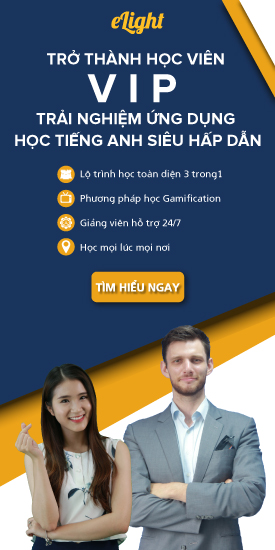 eLight
TRỞ THÀNH HỌC VIÊN
VIP
TRẢI NGHIỆM ỨNG DỤNG
HỌC TIẾNG ANH SIÊU HẤP DẪN
Lộ trình học toàn diện 3 trong1
Phương pháp học Gamification
Giảng viên hỗ trợ 24/7
Học mọi lúc mọi nơi
TÌM HIỂU NGAY